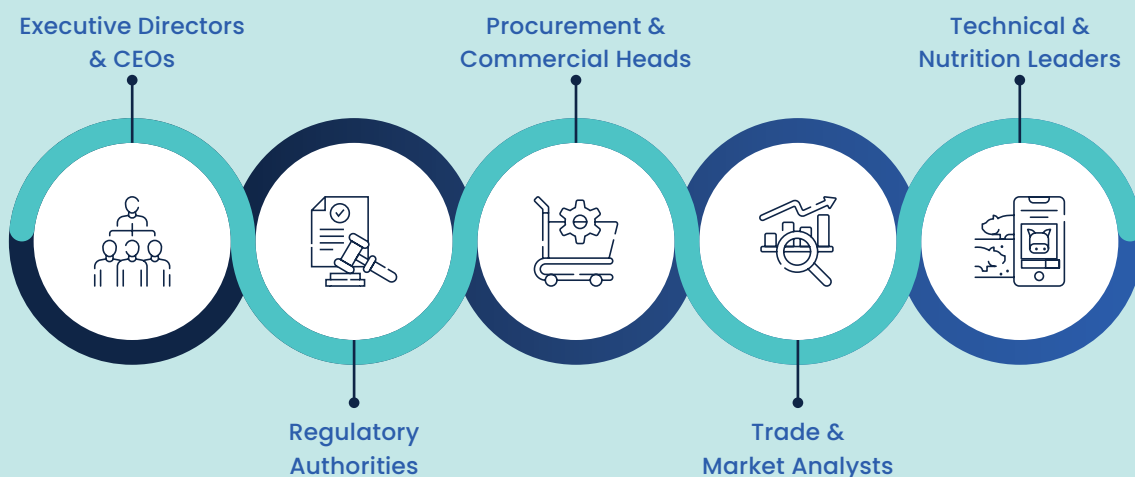 Executive Directors
& CEOs
Procurement &
Commercial Heads
Technical &
Nutrition Leaders
Regulatory
Authorities
Trade &
Market Analysts